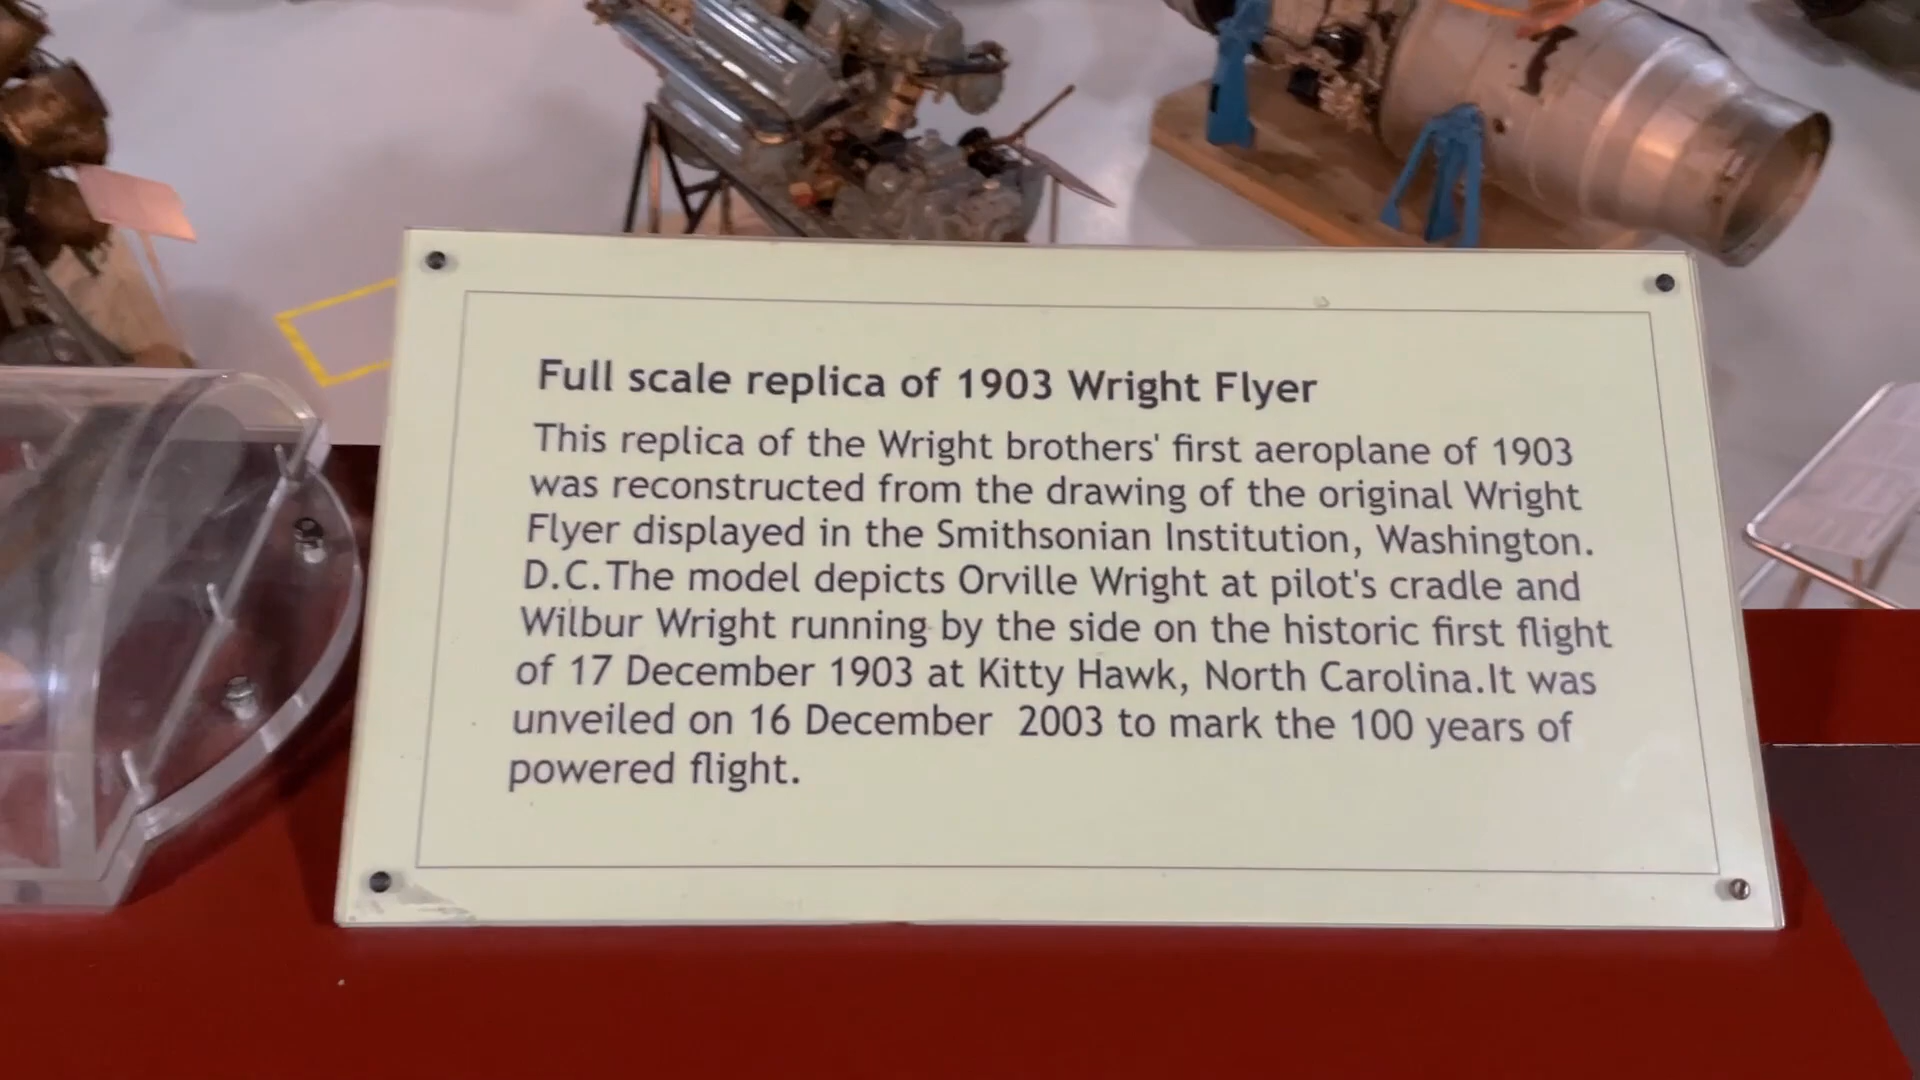 Full scale replica of 1903 Wright Flyer
This replica of the Wright brothers' first aeroplane of 1903
was reconstructed from the drawing of the original Wright
Flyer displayed in the Smithsonian Institution, Washington.
D.C.The model depicts Orville Wright at pilot's cradle and
Wilbur Wright running by the side on the historic first flight
of 17 December 1903 at Kitty Hawk, North Carolina.It was
unveiled on 16 December 2003 to mark the 100 years of
powered flight.